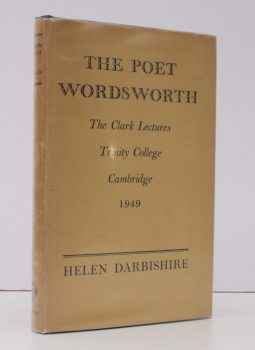 THE POET
WORDSWORTH
The Clark Lectures
Trinity College
Cambridge
1949
HELEN DARBISHIRE